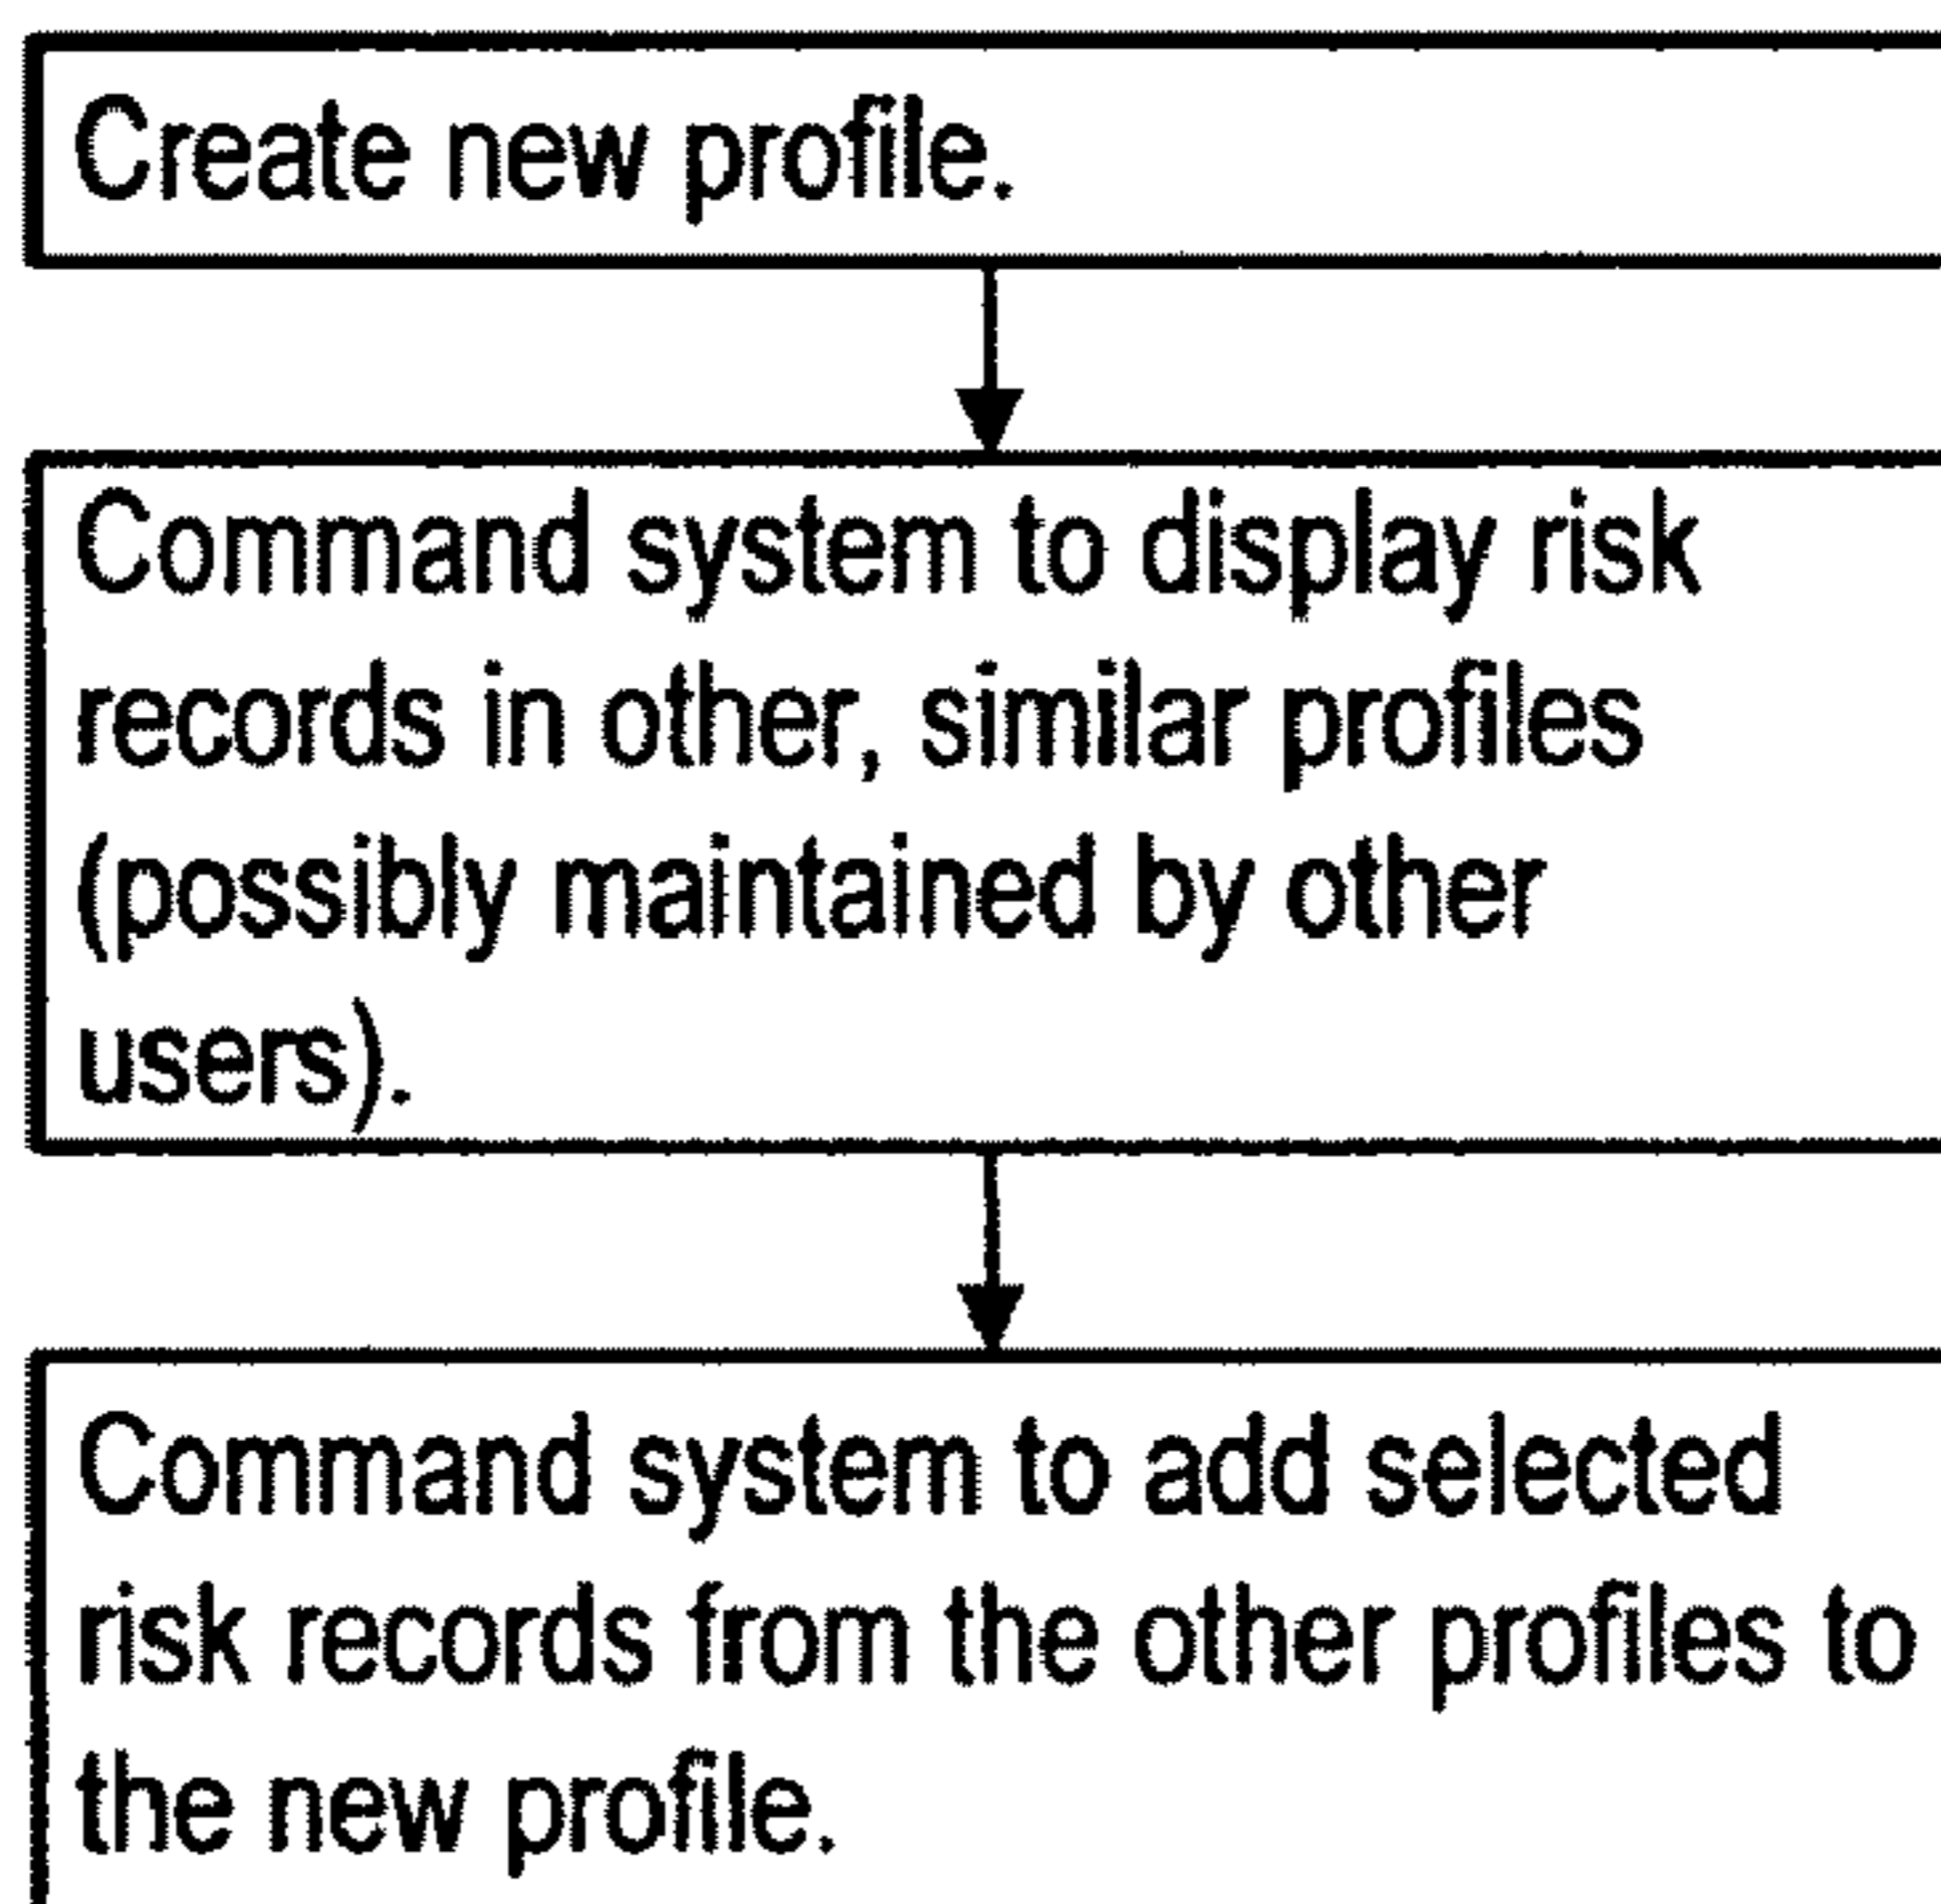 Create new profile.
Command system to display risk
records in other, similar profiles
(possibly maintained by other
users).
Command system to add selected
risk records from the other profiles to
the new profile.